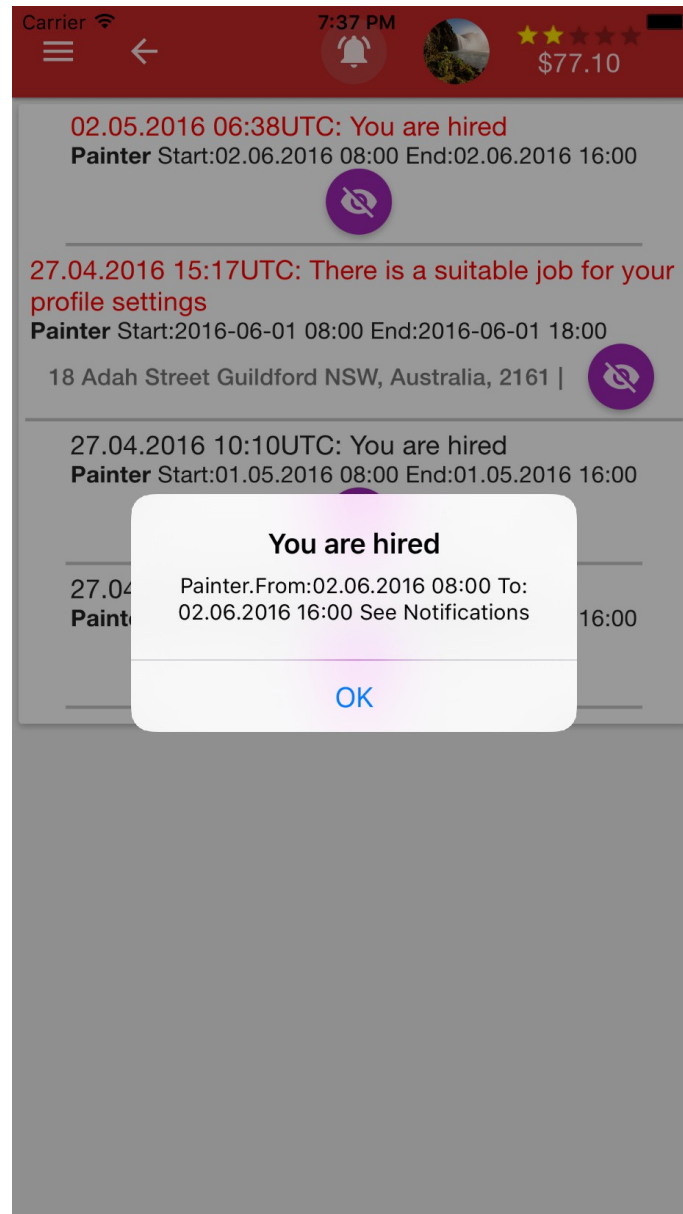 Carrier 7:37 PM
$77.10
02.05.2016 06:38UTC: You are hired
Painter Start:02.06.2016 08:00 End:02.06.2016 16:00
27.04.2016 15:17UTC: There is a suitable job for your
profile settings
Painter Start:2016-06-01 08:00 End:2016-06-01 18:00
18 Adah Street Guildford NSW, Australia, 2161 |
27.04.2016 10:10UTC: You are hired
Painter Start:01.05.2016 08:00 End:01.05.2016 16:00
You are hired
Painter.From:02.06.2016 08:00 To:
02.06.2016 16:00 See Notifications
OK
27.04
16:00